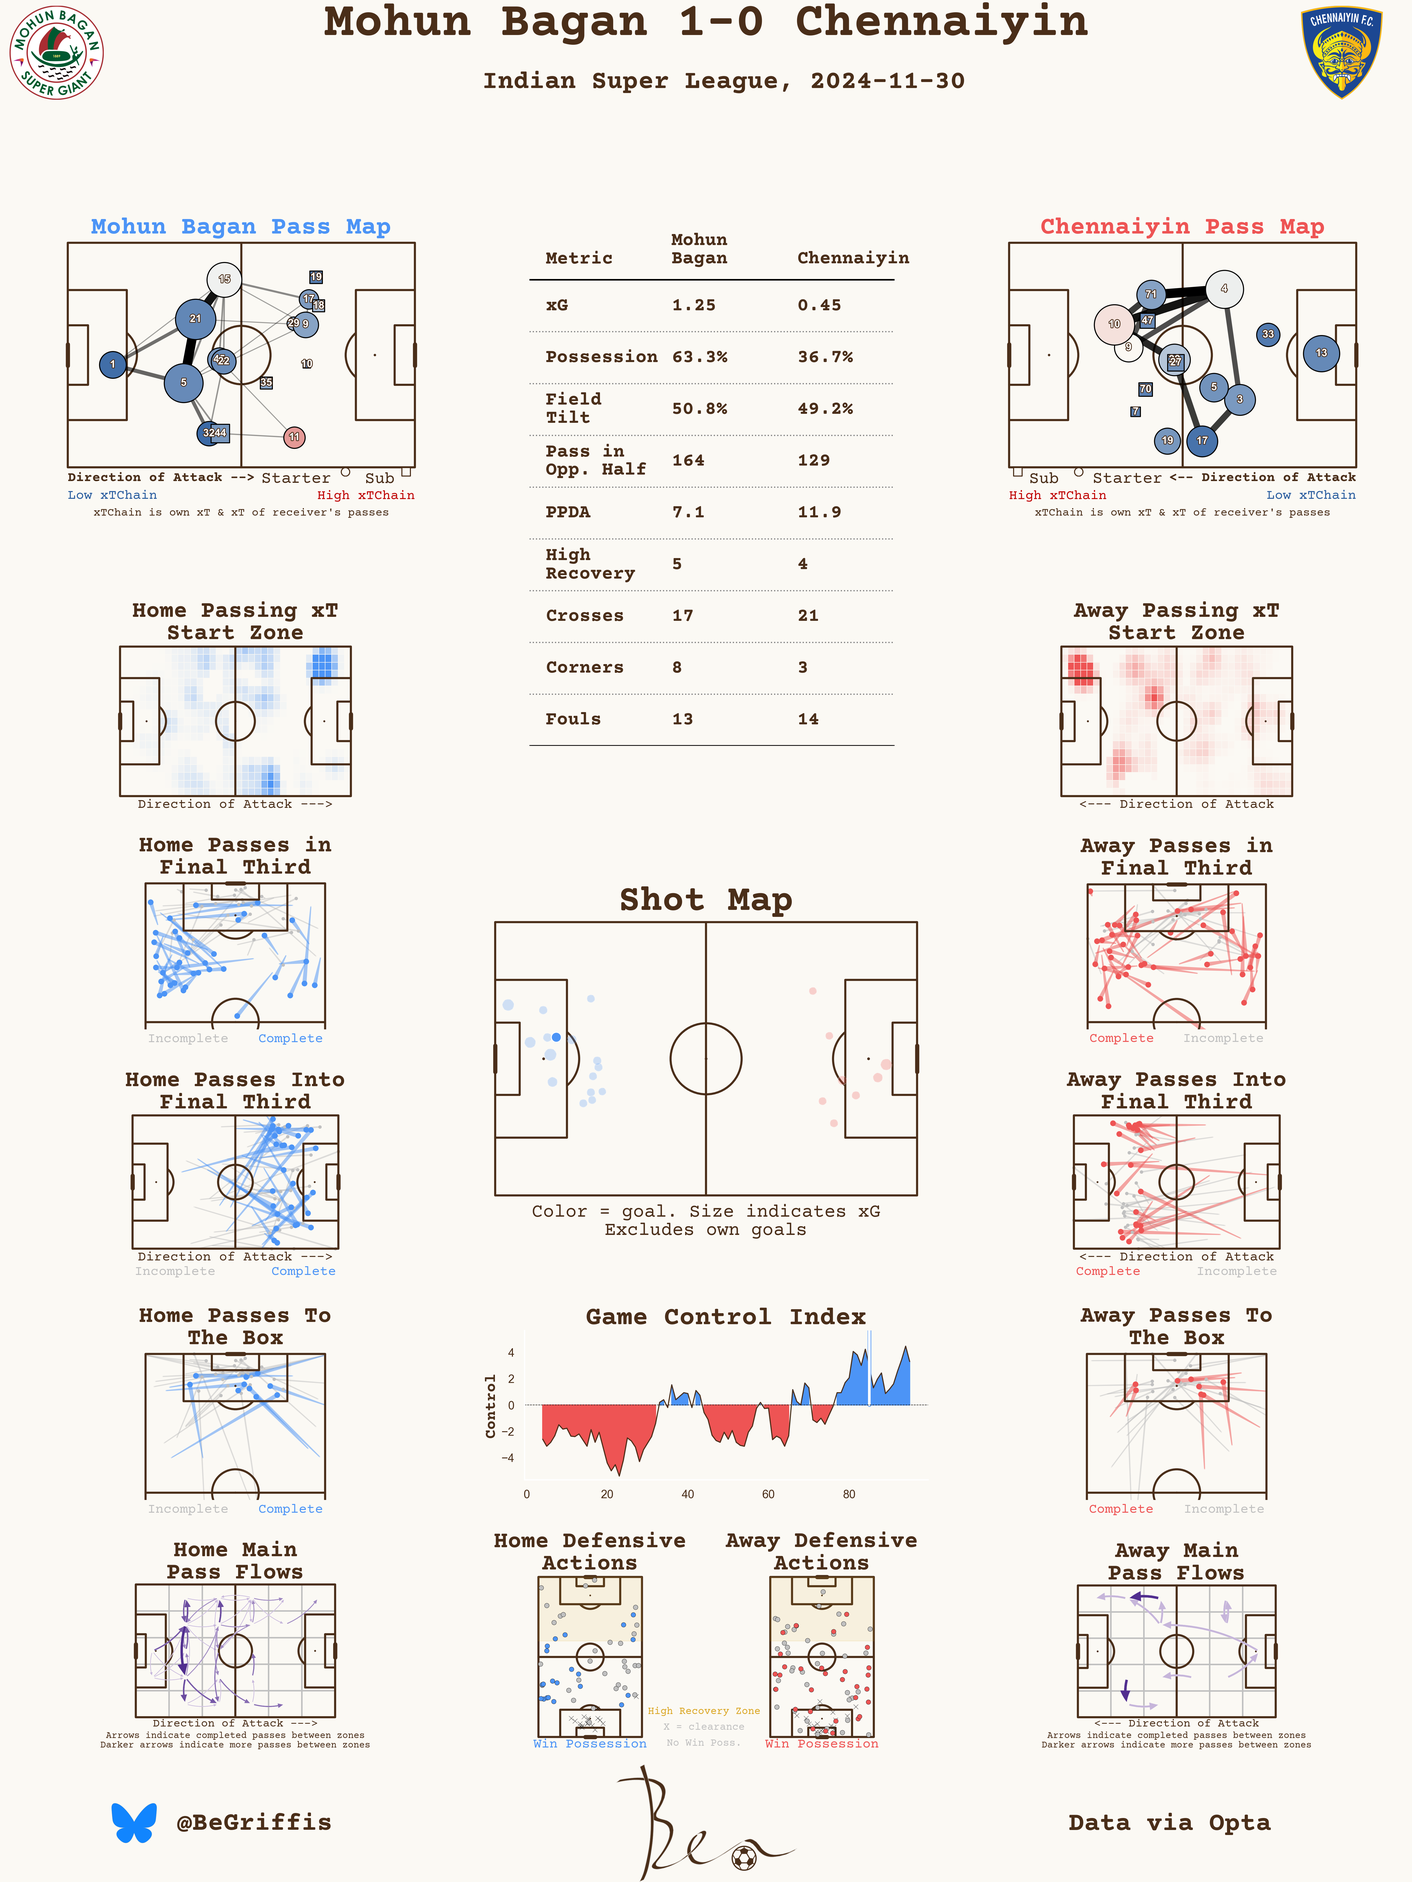 Mohun Bagan 1-0 Chennaiyin
Indian Super League, 2024-11-30
MOHUN BAGAN
SUPER GIANT
CHENNAIYIN F.C.
Mohun Bagan Pass Map
15
19
17
18
21
29
9
1
22
10
5
35
32
44
11
Direction of Attack --> Starter Sub
Low xTChain High xTChain
xTChain is own xT & xT of receiver's passes
Metric Mohun Bagan Chennaiyin
xG 1.25 0.45
Possession 63.3% 36.7%
Field Tilt 50.8% 49.2%
Pass in Opp. Half 164 129
PPDA 7.1 11.9
High Recovery 5 4
Crosses 17 21
Corners 8 3
Fouls 13 14
Chennaiyin Pass Map
71
4
10
47
9
33
13
27
70
5
3
7
19
17
Sub Starter <-- Direction of Attack
High xTChain Low xTChain
xTChain is own xT & xT of receiver's passes
Home Passing xT
Start Zone
Direction of Attack --->
Away Passing xT
Start Zone
<--- Direction of Attack
Home Passes in
Final Third
Incomplete Complete
Away Passes in
Final Third
Complete Incomplete
Shot Map
Color = goal. Size indicates xG
Excludes own goals
Home Passes Into
Final Third
Direction of Attack --->
Incomplete Complete
Away Passes Into
Final Third
<--- Direction of Attack
Complete Incomplete
Home Passes To
The Box
Incomplete Complete
Game Control Index
Control
4
2
0
−2
−4
0 20 40 60 80
Away Passes To
The Box
Complete Incomplete
Home Main
Pass Flows
Direction of Attack --->
Arrows indicate completed passes between zones
Darker arrows indicate more passes between zones
Home Defensive
Actions
Win Possession
Away Defensive
Actions
Win Possession
High Recovery Zone
X = clearance
No Win Poss.
Away Main
Pass Flows
<--- Direction of Attack
Arrows indicate completed passes between zones
Darker arrows indicate more passes between zones
@BeGriffis
Ben
Data via Opta